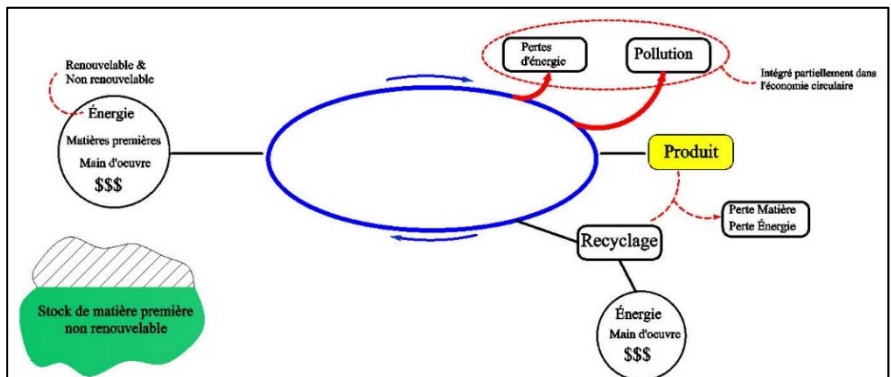 Renouvelable &
Non renouvelable
Énergie
Matières premières
Main d'oeuvre
$$$
Pertes
d'énergie
Pollution
Intégré partiellement dans
l'économie circulaire
Produit
Perte Matière
Perte Énergie
Recyclage
Énergie
Main d'oeuvre
$$$
Stock de matière première
non renouvelable